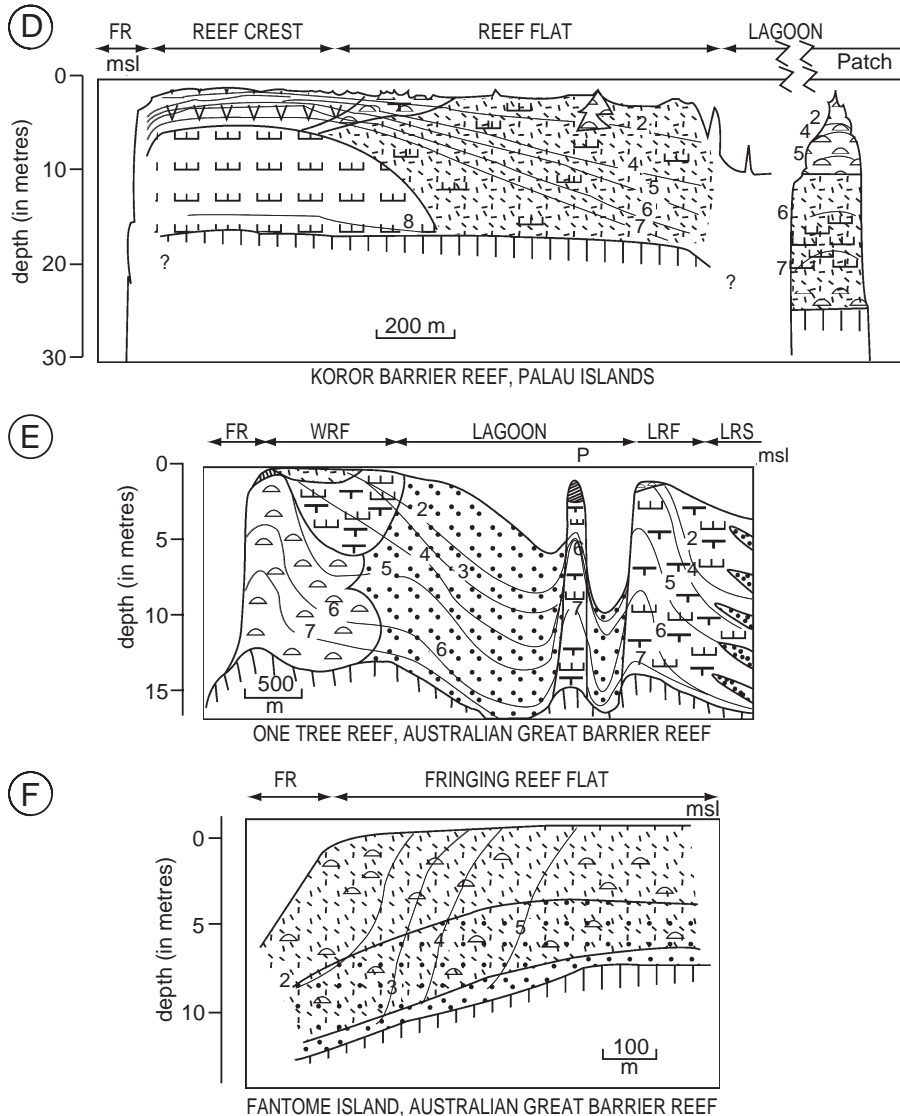 D
FR REEF CREST REEF FLAT LAGOON
msl Patch
0
10
20
30
depth (in metres)
2
4
5
6
7
8
2
4
5
6
7
?
?
200 m
KOROR BARRIER REEF, PALAU ISLANDS
E
FR WRF LAGOON LRF LRS
P msl
0
5
10
15
depth (in metres)
2
4
3
5
6
7
6
6
7
2
4
5
6
7
500
m
ONE TREE REEF, AUSTRALIAN GREAT BARRIER REEF
F
FR FRINGING REEF FLAT
msl
0
5
10
depth (in metres)
2
3
4
5
100
m
FANTOME ISLAND, AUSTRALIAN GREAT BARRIER REEF